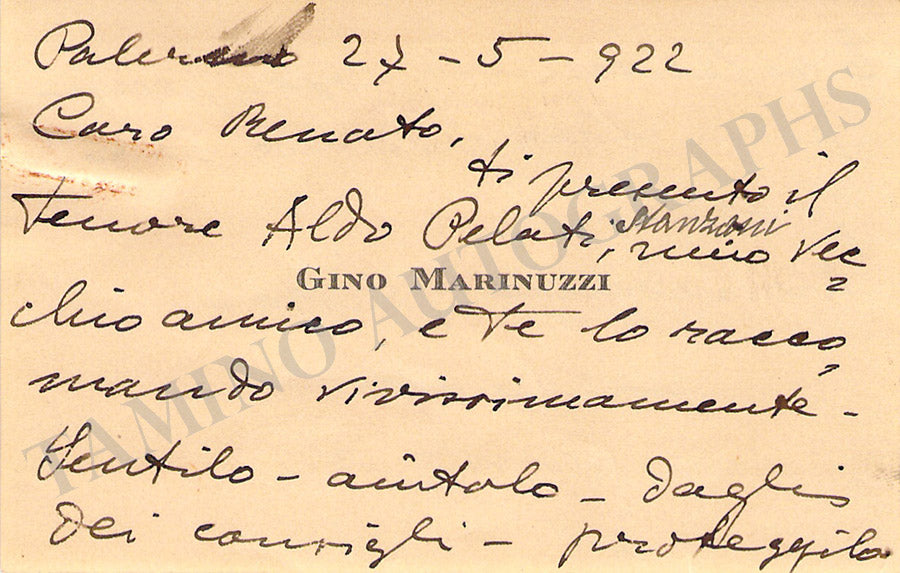 Palermo 27 - 5 - 922
Caro Renato,
ti presento il
tenore Aldo Pelati, Stanzani mio vec=
GINO MARINUZZI
chio amico, e te lo racco,
mando vivissimamente -
Sentilo - aiutalo - dagli
dei consigli - proteggilo
TAMINO AUTOGRAPHS